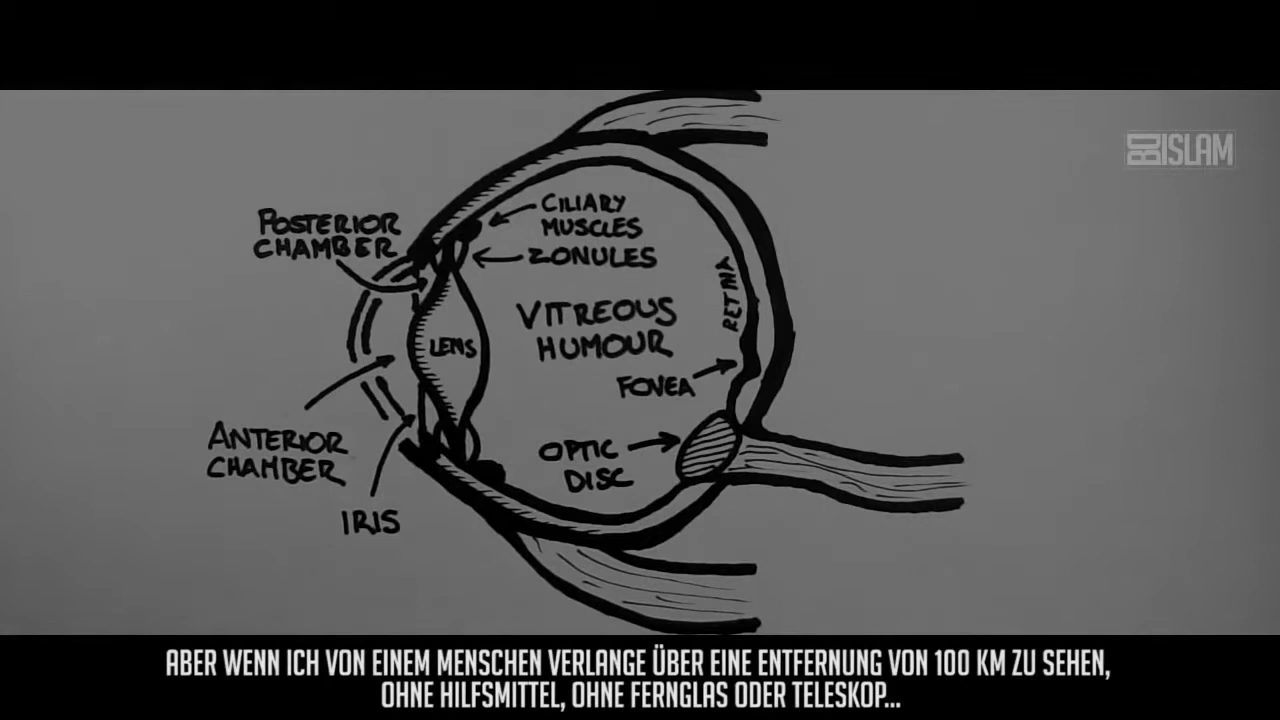 BOISLAM
POSTERIOR
CHAMBER
CILIARY
MUSCLES
ZONULES
RETINA
VITREOUS
HUMOUR
LENS
FOVEA
ANTERIOR
CHAMBER
OPTIC
DISC
IRIS
ABER WENN ICH VON EINEM MENSCHEN VERLANGE ÜBER EINE ENTFERNUNG VON 100 KM ZU SEHEN,
OHNE HILFSMITTEL, OHNE FERNGLAS ODER TELESKOP...